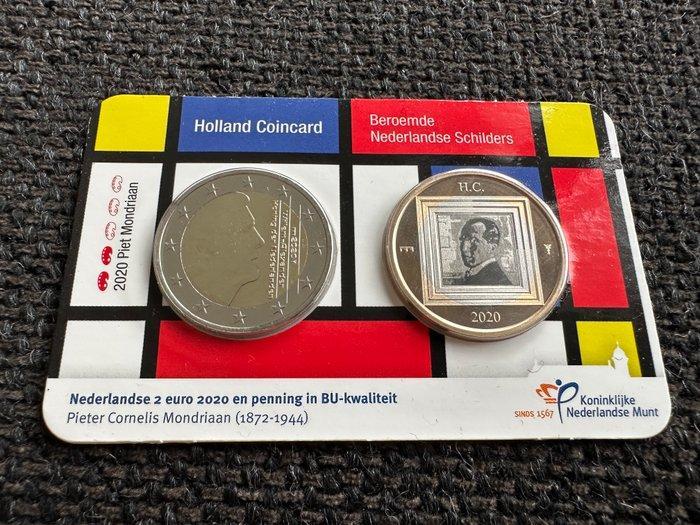 Holland Coincard
Beroemde
Nederlandse Schilders
2020 Piet Mondriaan
H.C.
E
2020
Nederlandse 2 euro 2020 en penning in BU-kwaliteit
Pieter Cornelis Mondriaan (1872-1944)
SINDS 1567
Koninklijke
Nederlandse Munt